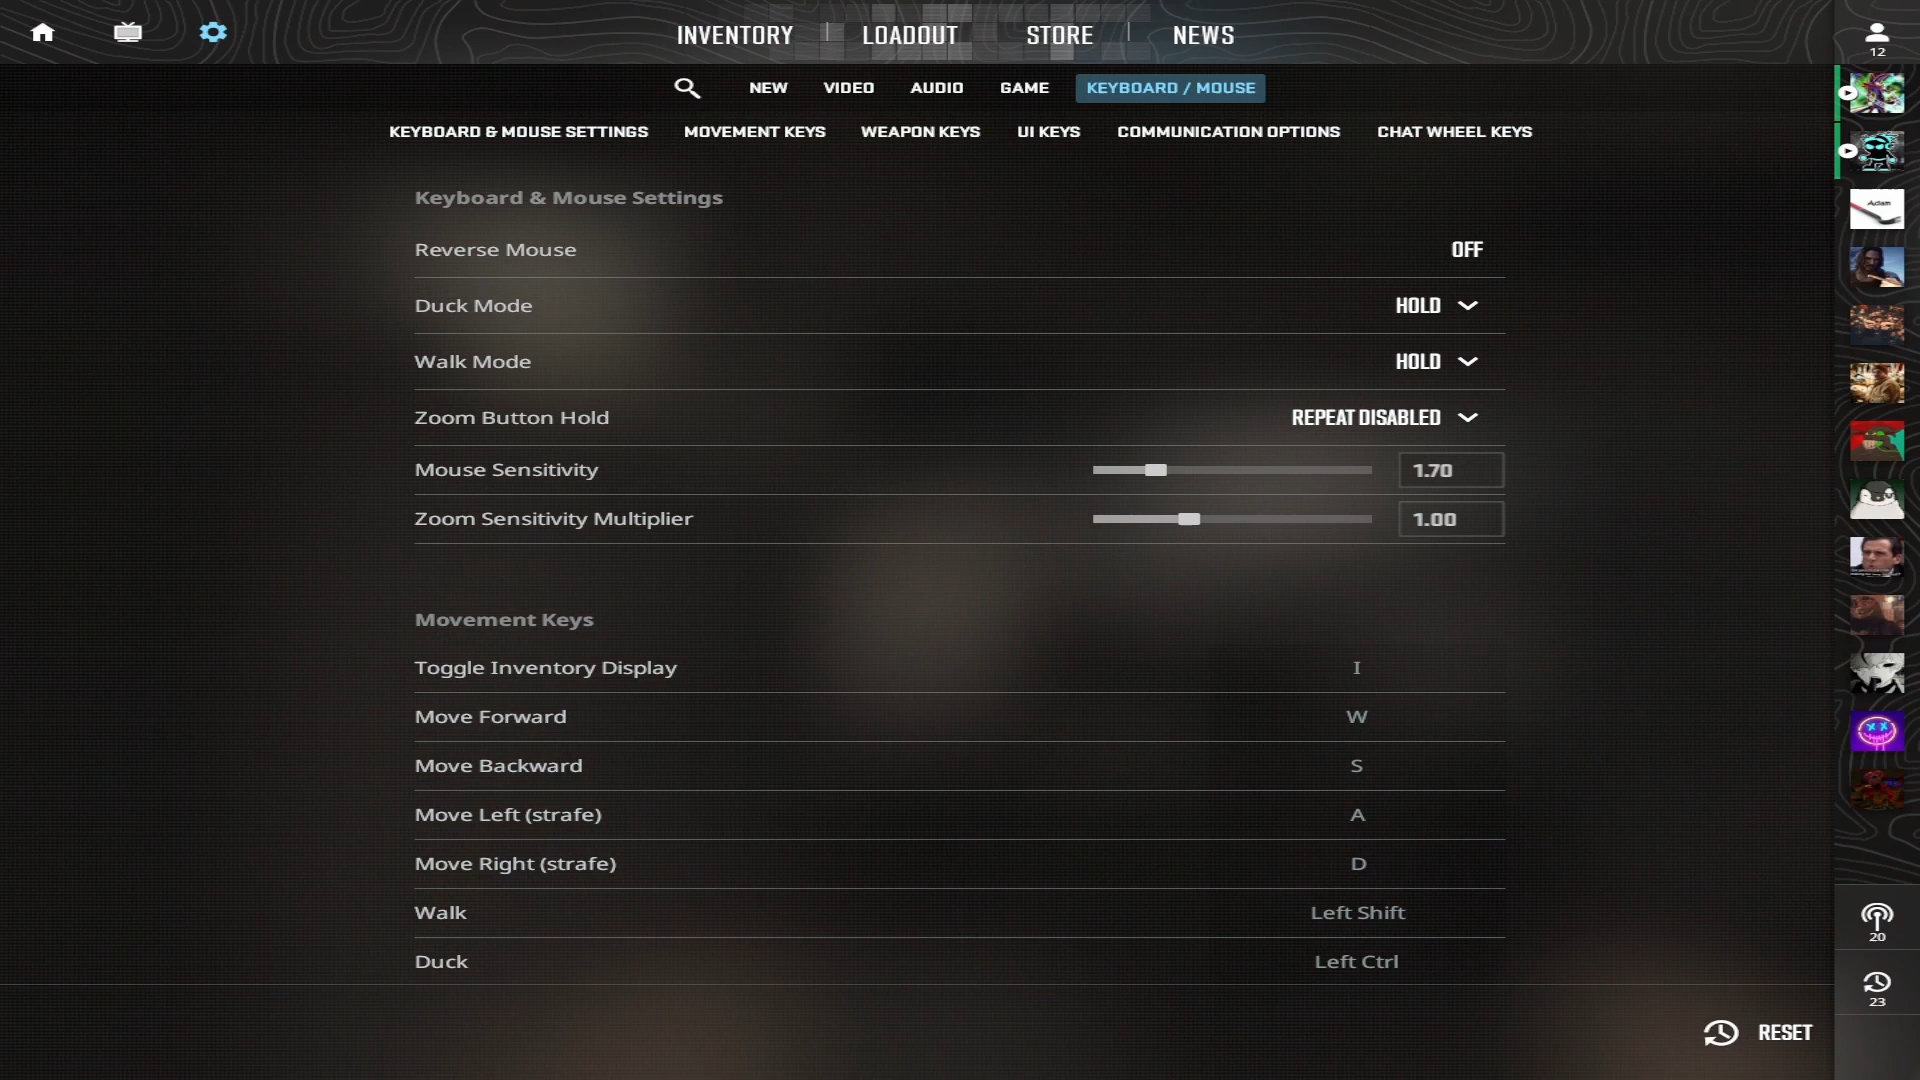 INVENTORY LOADOUT STORE NEWS
12
NEW VIDEO AUDIO GAME KEYBOARD / MOUSE
KEYBOARD & MOUSE SETTINGS MOVEMENT KEYS WEAPON KEYS UI KEYS COMMUNICATION OPTIONS CHAT WHEEL KEYS
Keyboard & Mouse Settings
Adam
Reverse Mouse OFF
Duck Mode HOLD
Walk Mode HOLD
Zoom Button Hold REPEAT DISABLED
Mouse Sensitivity 1.70
Zoom Sensitivity Multiplier 1.00
Movement Keys
Toggle Inventory Display I
Move Forward W
Move Backward S
Move Left (strafe) A
Move Right (strafe) D
Walk Left Shift
20
Duck Left Ctrl
23
RESET